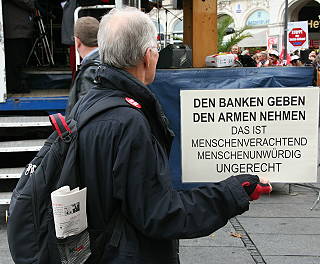 DEN BANKEN GEBEN
DEN ARMEN NEHMEN
DAS IST
MENSCHENVERACHTEND
MENSCHENUNWÜRDIG
UNGERECHT